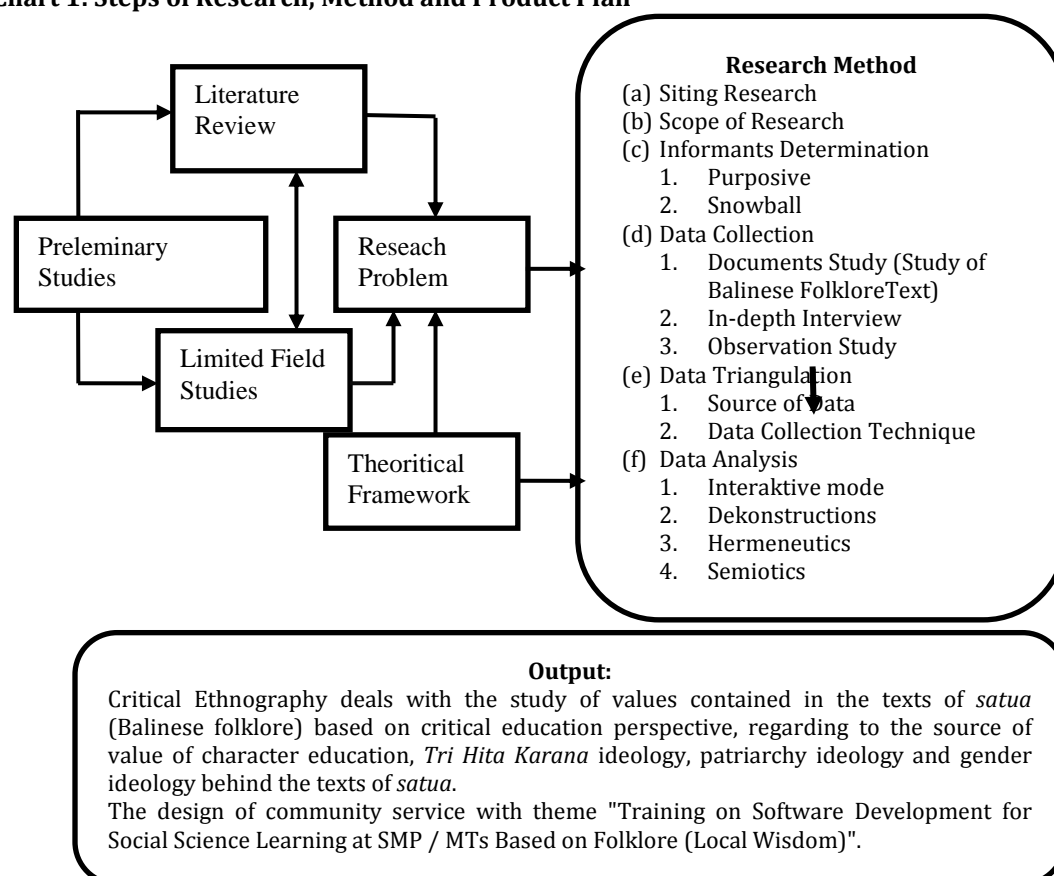 Chart 1: Steps of Research, Method and Product Plan
Literature
Review
Preleminary
Studies
Reseach
Problem
Limited Field
Studies
Theoritical
Framework
Research Method
(a) Siting Research
(b) Scope of Research
(c) Informants Determination
1. Purposive
2. Snowball
(d) Data Collection
1. Documents Study (Study of
Balinese FolkloreText)
2. In-depth Interview
3. Observation Study
(e) Data Triangulation
1. Source of Data
2. Data Collection Technique
(f) Data Analysis
1. Interaktive mode
2. Dekonstructions
3. Hermeneutics
4. Semiotics
Output:
Critical Ethnography deals with the study of values contained in the texts of satua
(Balinese folklore) based on critical education perspective, regarding to the source of
value of character education, Tri Hita Karana ideology, patriarchy ideology and gender
ideology behind the texts of satua.
The design of community service with theme "Training on Software Development for
Social Science Learning at SMP / MTs Based on Folklore (Local Wisdom)".